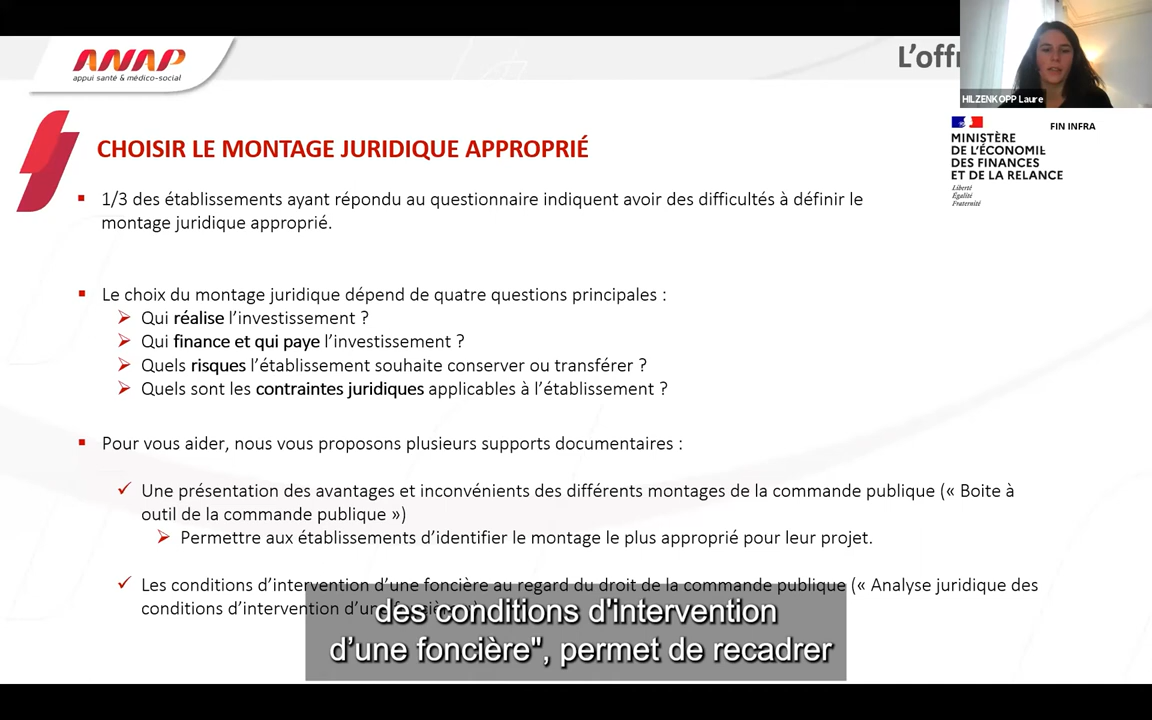 ANAP
appui santé & médico-social
L'offr
HILZENKOPP Laure
FIN INFRA
MINISTÈRE
DE L'ÉCONOMIE
DES FINANCES
ET DE LA RELANCE
Liberté
Égalité
Fraternité
CHOISIR LE MONTAGE JURIDIQUE APPROPRIÉ
▪ 1/3 des établissements ayant répondu au questionnaire indiquent avoir des difficultés à définir le
montage juridique approprié.
▪ Le choix du montage juridique dépend de quatre questions principales :
➢ Qui réalise l'investissement ?
➢ Qui finance et qui paye l'investissement ?
➢ Quels risques l'établissement souhaite conserver ou transférer ?
➢ Quels sont les contraintes juridiques applicables à l'établissement ?
▪ Pour vous aider, nous vous proposons plusieurs supports documentaires :
✓ Une présentation des avantages et inconvénients des différents montages de la commande publique (« Boite à
outil de la commande publique »)
➢ Permettre aux établissements d'identifier le montage le plus approprié pour leur projet.
✓ Les conditions d'intervention d'une foncière au regard du droit de la commande publique (« Analyse juridique des
conditions d'intervention d'une foncière »)
des conditions d'intervention
d'une foncière", permet de recadrer